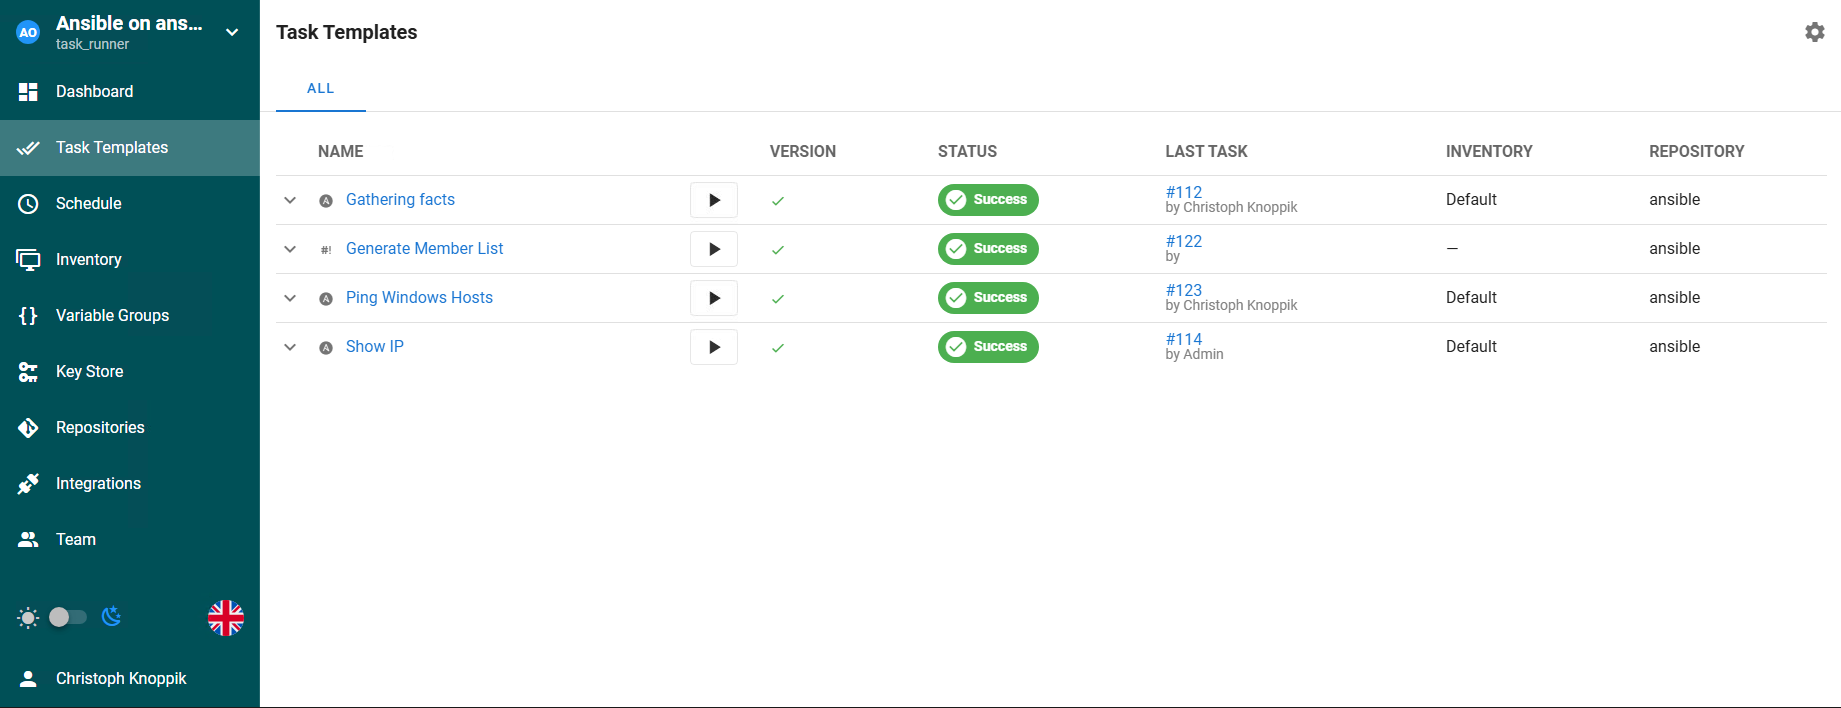 AO
Ansible on ans...
task_runner
Dashboard
Task Templates
Schedule
Inventory
Variable Groups
Key Store
Repositories
Integrations
Team
Christoph Knoppik
Task Templates
ALL
NAME VERSION STATUS LAST TASK INVENTORY REPOSITORY
A Gathering facts Success #112 Default ansible
by Christoph Knoppik
#! Generate Member List Success #122 — ansible
by
A Ping Windows Hosts Success #123 Default ansible
by Christoph Knoppik
A Show IP Success #114 Default ansible
by Admin